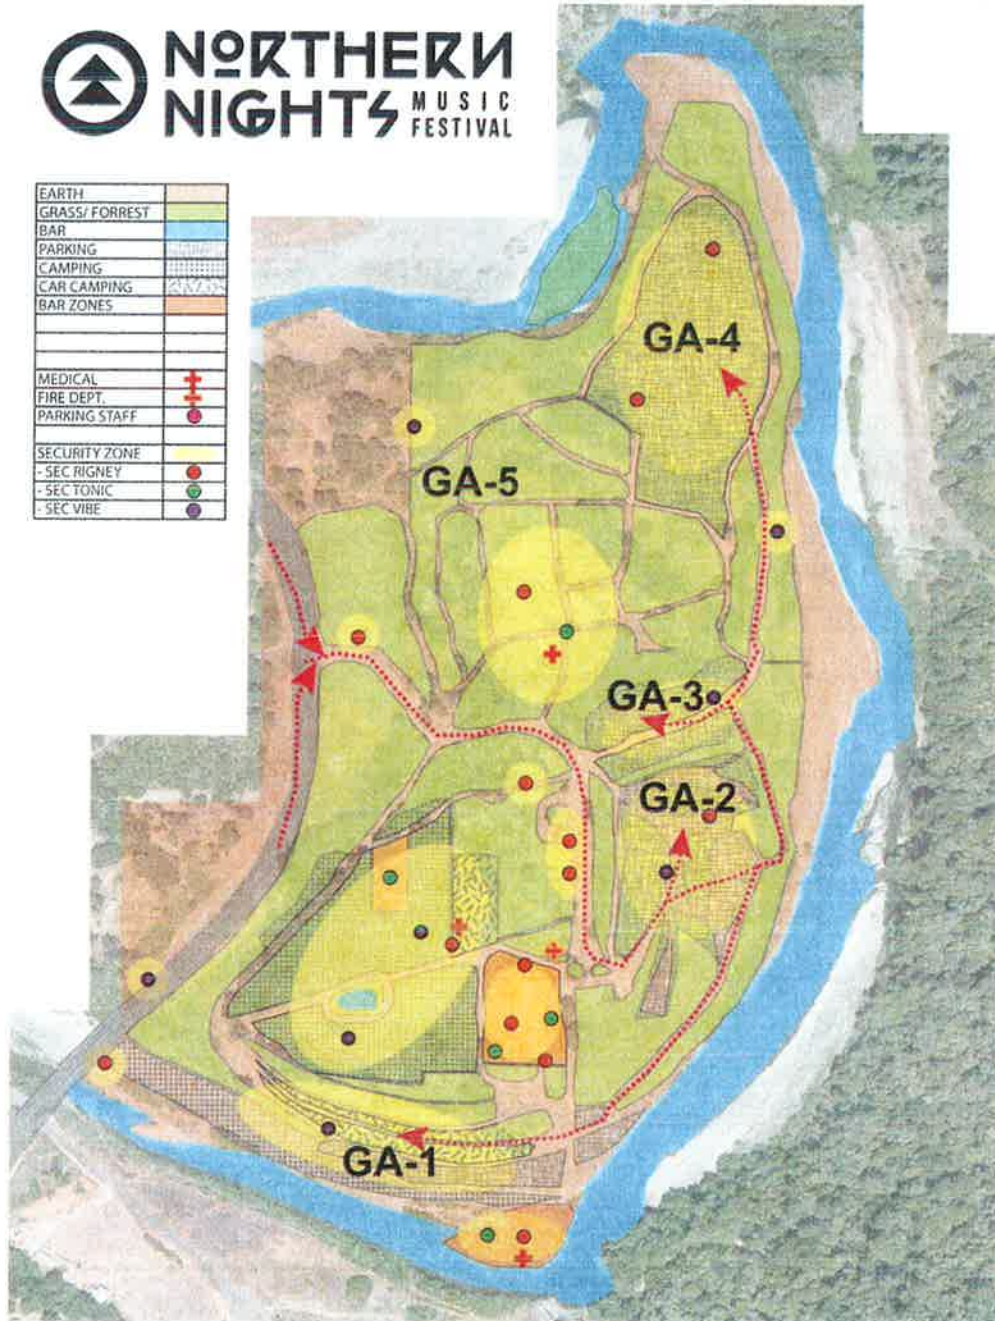 NORTHERN
NIGHTS MUSIC
FESTIVAL
EARTH
GRASS/ FORREST
BAR
PARKING
CAMPING
CAR CAMPING
BAR ZONES
MEDICAL
FIRE DEPT.
PARKING STAFF
SECURITY ZONE
- SEC RIGNEY
- SEC TONIC
- SEC VIBE
GA-4
GA-5
GA-3
GA-2
GA-1